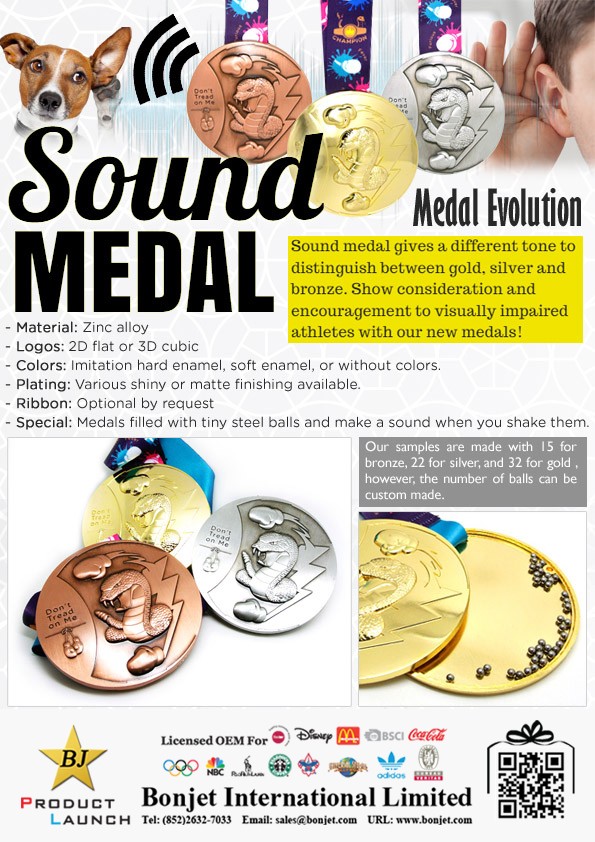 CHAMPION
Don't
Tread
on Me
Don't
Tread
on Me
Sound
MEDAL
Medal Evolution
Sound medal gives a different tone to
distinguish between gold, silver and
bronze. Show consideration and
encouragement to visually impaired
athletes with our new medals!
- Material: Zinc alloy
- Logos: 2D flat or 3D cubic
- Colors: Imitation hard enamel, soft enamel, or without colors.
- Plating: Various shiny or matte finishing available.
- Ribbon: Optional by request
- Special: Medals filled with tiny steel balls and make a sound when you shake them.
Our samples are made with 15 for
bronze, 22 for silver, and 32 for gold ,
however, the number of balls can be
custom made.
Don't
Tread
on Me
Don't
Tread
on Me
Don't
Tread
on Me
Licensed OEM For Disney BSCI Coca-Cola
NBC adidas
BJ
PRODUCT
LAUNCH
Bonjet International Limited
Tel: (852)2632-7033 Email: sales@bonjet.com URL: www.bonjet.com